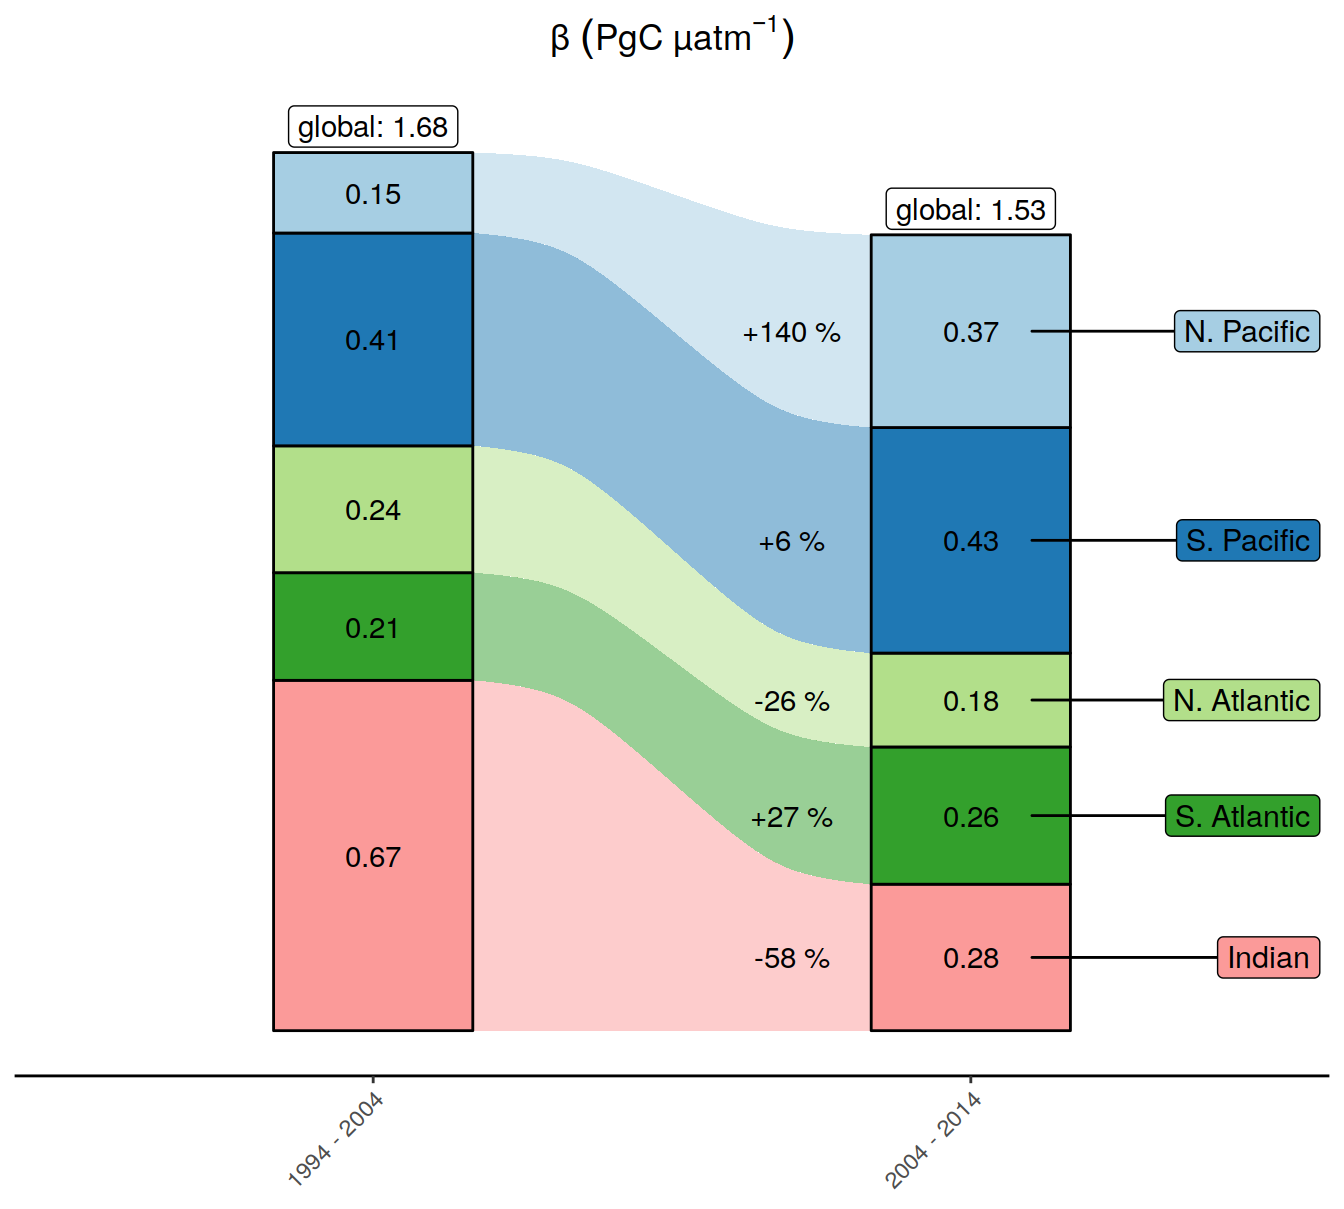 β (PgC µatm⁻¹)
global: 1.68
0.15
0.41
0.24
0.21
0.67
+140 %
+6 %
-26 %
+27 %
-58 %
global: 1.53
0.37
0.43
0.18
0.26
0.28
N. Pacific
S. Pacific
N. Atlantic
S. Atlantic
Indian
1994 - 2004
2004 - 2014